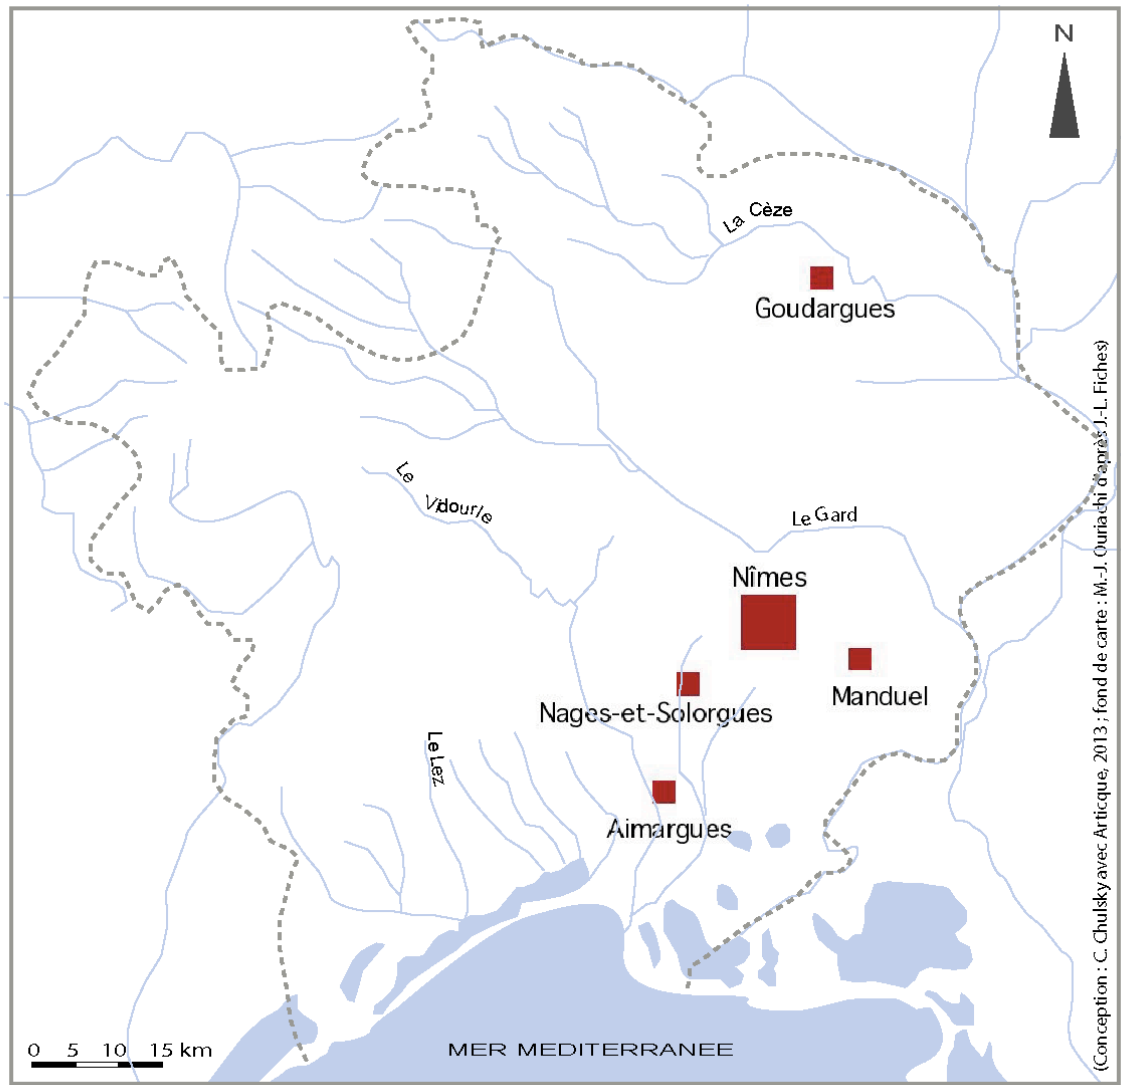 N
La Cèze
Goudargues
Le Vidourle
Le Gard
Nîmes
Manduel
Nages-et-Solorgues
Le Lez
Aimargues
0 5 10 15 km
MER MEDITERRANEE
(Conception : C. Chulsky avec Articque, 2013 ; fond de carte : M.-J. Ouriachi d'après J.-L. Fiches)